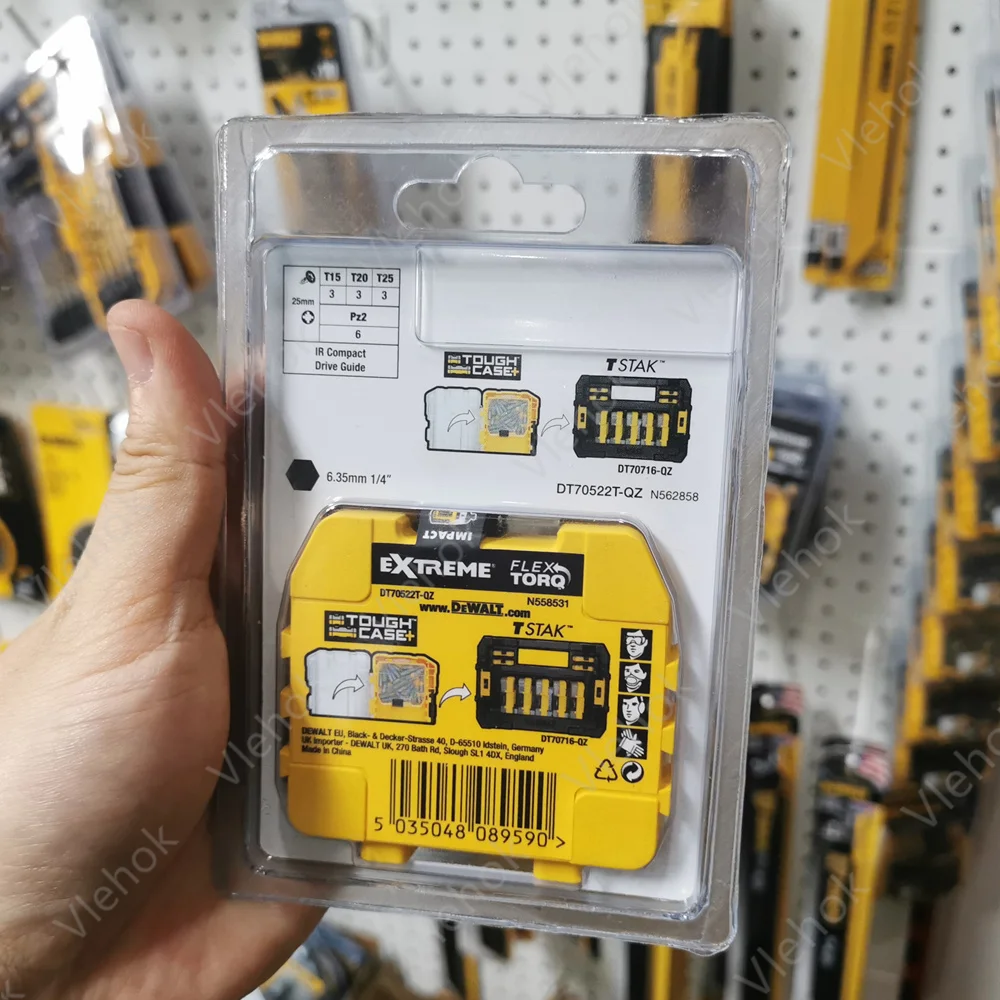 T15 T20 T25
3 3 3
25mm
Pz2
6
IR Compact
Drive Guide
TOUGH
CASE+
TSTAK™
DT70716-QZ
6.35mm 1/4"
DT70522T-QZ N562858
IMPACT
EXTREME® FLEX
TORQ
DT70522T-QZ N558531
www.DEWALT.com
TOUGH
CASE+
TSTAK™
DT70716-QZ
DEWALT EU, Black- & Decker-Strasse 40, D-65510 Idstein, Germany
UK importer - DEWALT UK, 270 Bath Rd, Slough SL1 4DX, England
Made in China
5 035048 089590 >
Vlehok